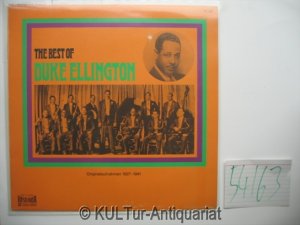 THE BEST OF
DUKE ELLINGTON
Originalaufnahmen 1927-1941
54163
© KULTur-Antiquariat